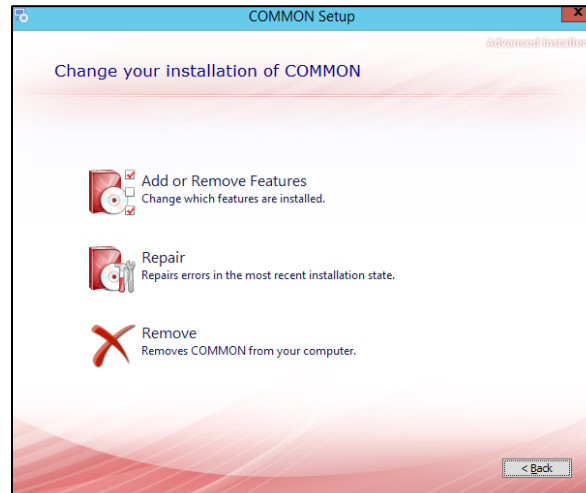 COMMON Setup
x
Advanced Installer
Change your installation of COMMON
Add or Remove Features
Change which features are installed.
Repair
Repairs errors in the most recent installation state.
Remove
Removes COMMON from your computer.
< Back